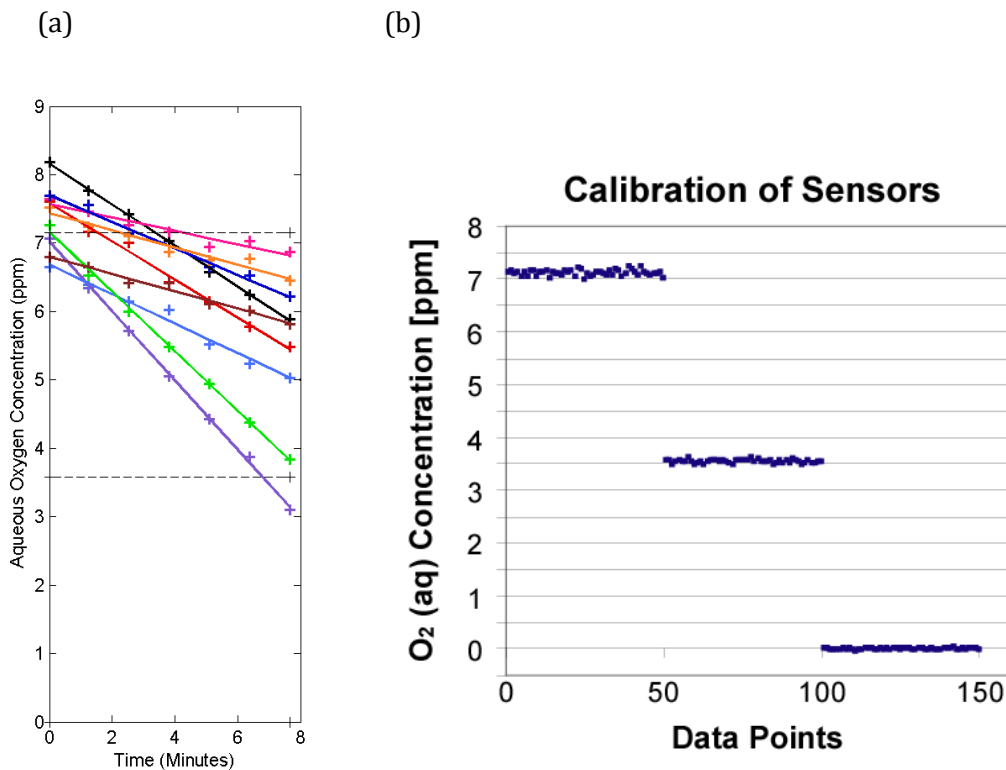 (a)
(b)
9
8
7
6
5
4
3
2
1
0
Aqueous Oxygen Concentration (ppm)
0 2 4 6 8
Time (Minutes)
Calibration of Sensors
8
7
6
5
4
3
2
1
0
O₂ (aq) Concentration [ppm]
0 50 100 150
Data Points